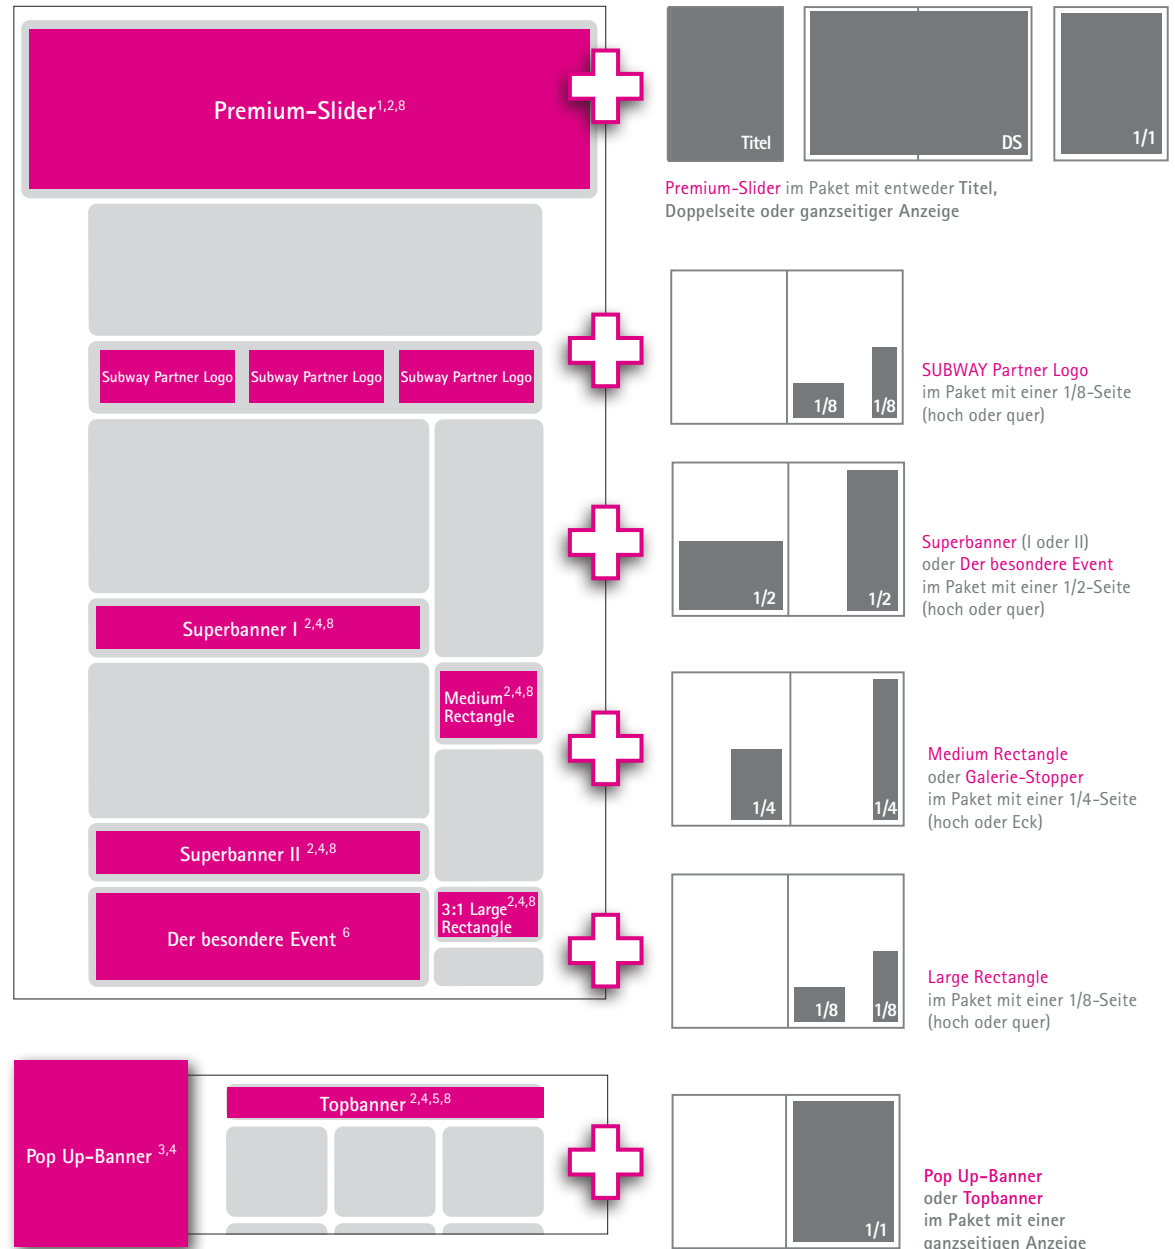 Premium-Slider1,2,8
Titel
DS
1/1
Premium-Slider im Paket mit entweder Titel,
Doppelseite oder ganzseitiger Anzeige
Subway Partner Logo
Subway Partner Logo
Subway Partner Logo
1/8
1/8
SUBWAY Partner Logo
im Paket mit einer 1/8-Seite
(hoch oder quer)
Superbanner I 2,4,8
1/2
1/2
Superbanner (I oder II)
oder Der besondere Event
im Paket mit einer 1/2-Seite
(hoch oder quer)
Medium2,4,8
Rectangle
1/4
1/4
Medium Rectangle
oder Galerie-Stopper
im Paket mit einer 1/4-Seite
(hoch oder Eck)
Superbanner II 2,4,8
Der besondere Event 6
3:1 Large2,4,8
Rectangle
1/8
1/8
Large Rectangle
im Paket mit einer 1/8-Seite
(hoch oder quer)
Pop Up-Banner 3,4
Topbanner 2,4,5,8
1/1
Pop Up-Banner
oder Topbanner
im Paket mit einer
ganzseitigen Anzeige